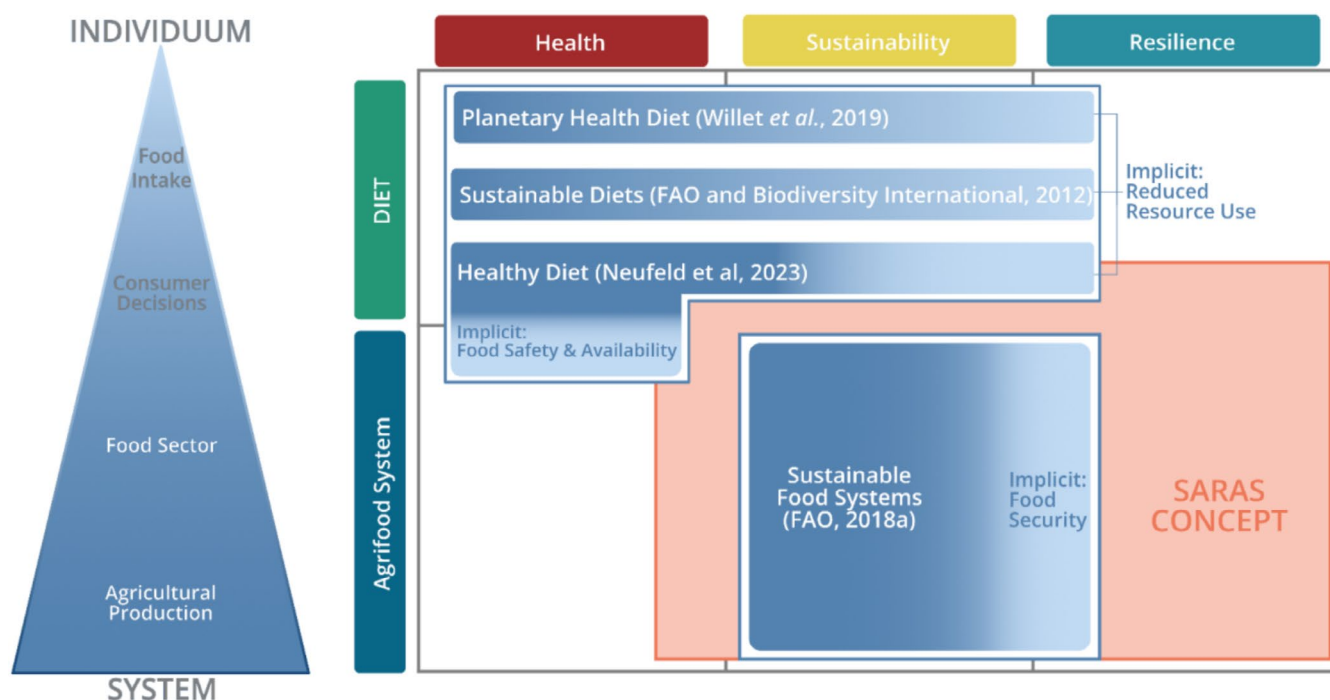 INDIVIDUUM
Food
Intake
Consumer
Decisions
Food Sector
Agricultural
Production
SYSTEM
Health
Sustainability
Resilience
DIET
Agrifood System
Planetary Health Diet (Willet et al., 2019)
Sustainable Diets (FAO and Biodiversity International, 2012)
Healthy Diet (Neufeld et al, 2023)
Implicit:
Food Safety & Availability
Implicit:
Reduced
Resource Use
Sustainable
Food Systems
(FAO, 2018a)
Implicit:
Food
Security
SARAS
CONCEPT